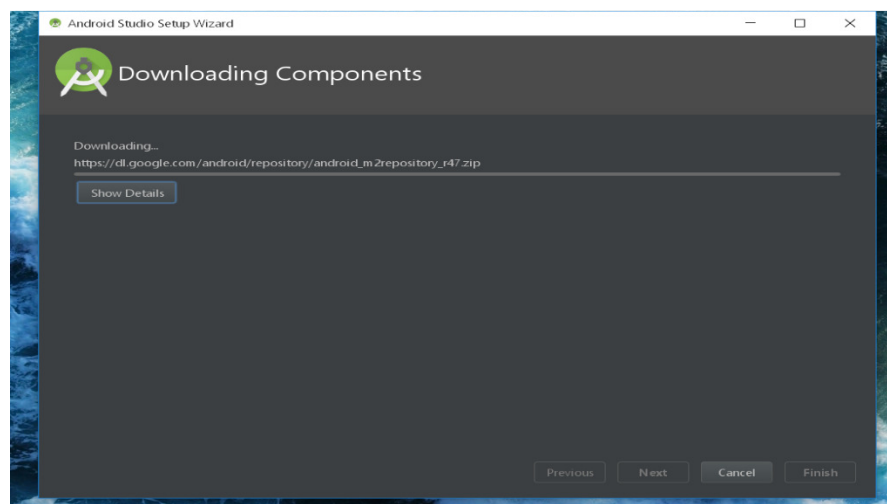 Android Studio Setup Wizard
Downloading Components
Downloading...
https://dl.google.com/android/repository/android_m2repository_r47.zip
Show Details
Previous Next Cancel Finish